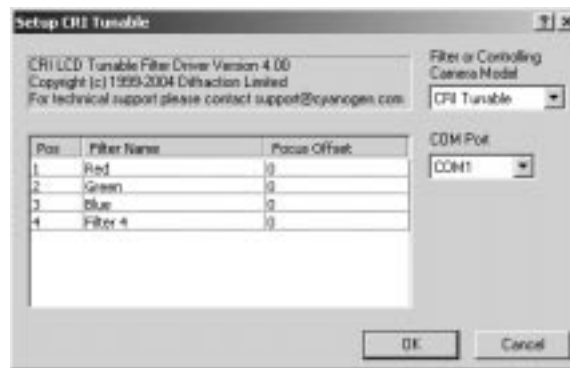 Setup CRI Tunable
CRI LCD Tunable Filter Driver Version 4.00
Copyright (c) 1999-2004 Diffraction Limited
For technical support please contact support@cyanogen.com
Filter or Controlling
Camera Model
CRI Tunable
COM Port
COM1
Pos Filter Name Focus Offset
1 Red 0
2 Green 0
3 Blue 0
4 Filter 4 0
OK Cancel